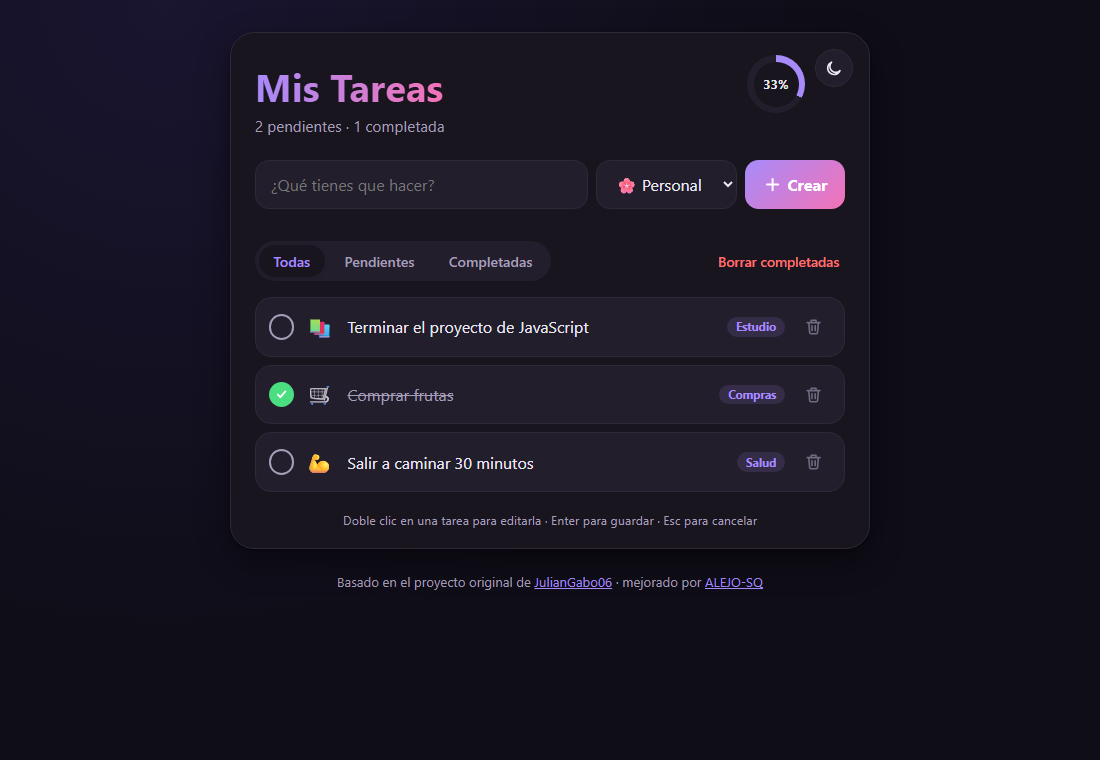 Mis Tareas
33%
2 pendientes · 1 completada
¿Qué tienes que hacer?
Personal
+ Crear
Todas Pendientes Completadas
Borrar completadas
Terminar el proyecto de JavaScript
Estudio
Comprar frutas
Compras
Salir a caminar 30 minutos
Salud
Doble clic en una tarea para editarla · Enter para guardar · Esc para cancelar
Basado en el proyecto original de JulianGabo06 · mejorado por ALEJO-SQ